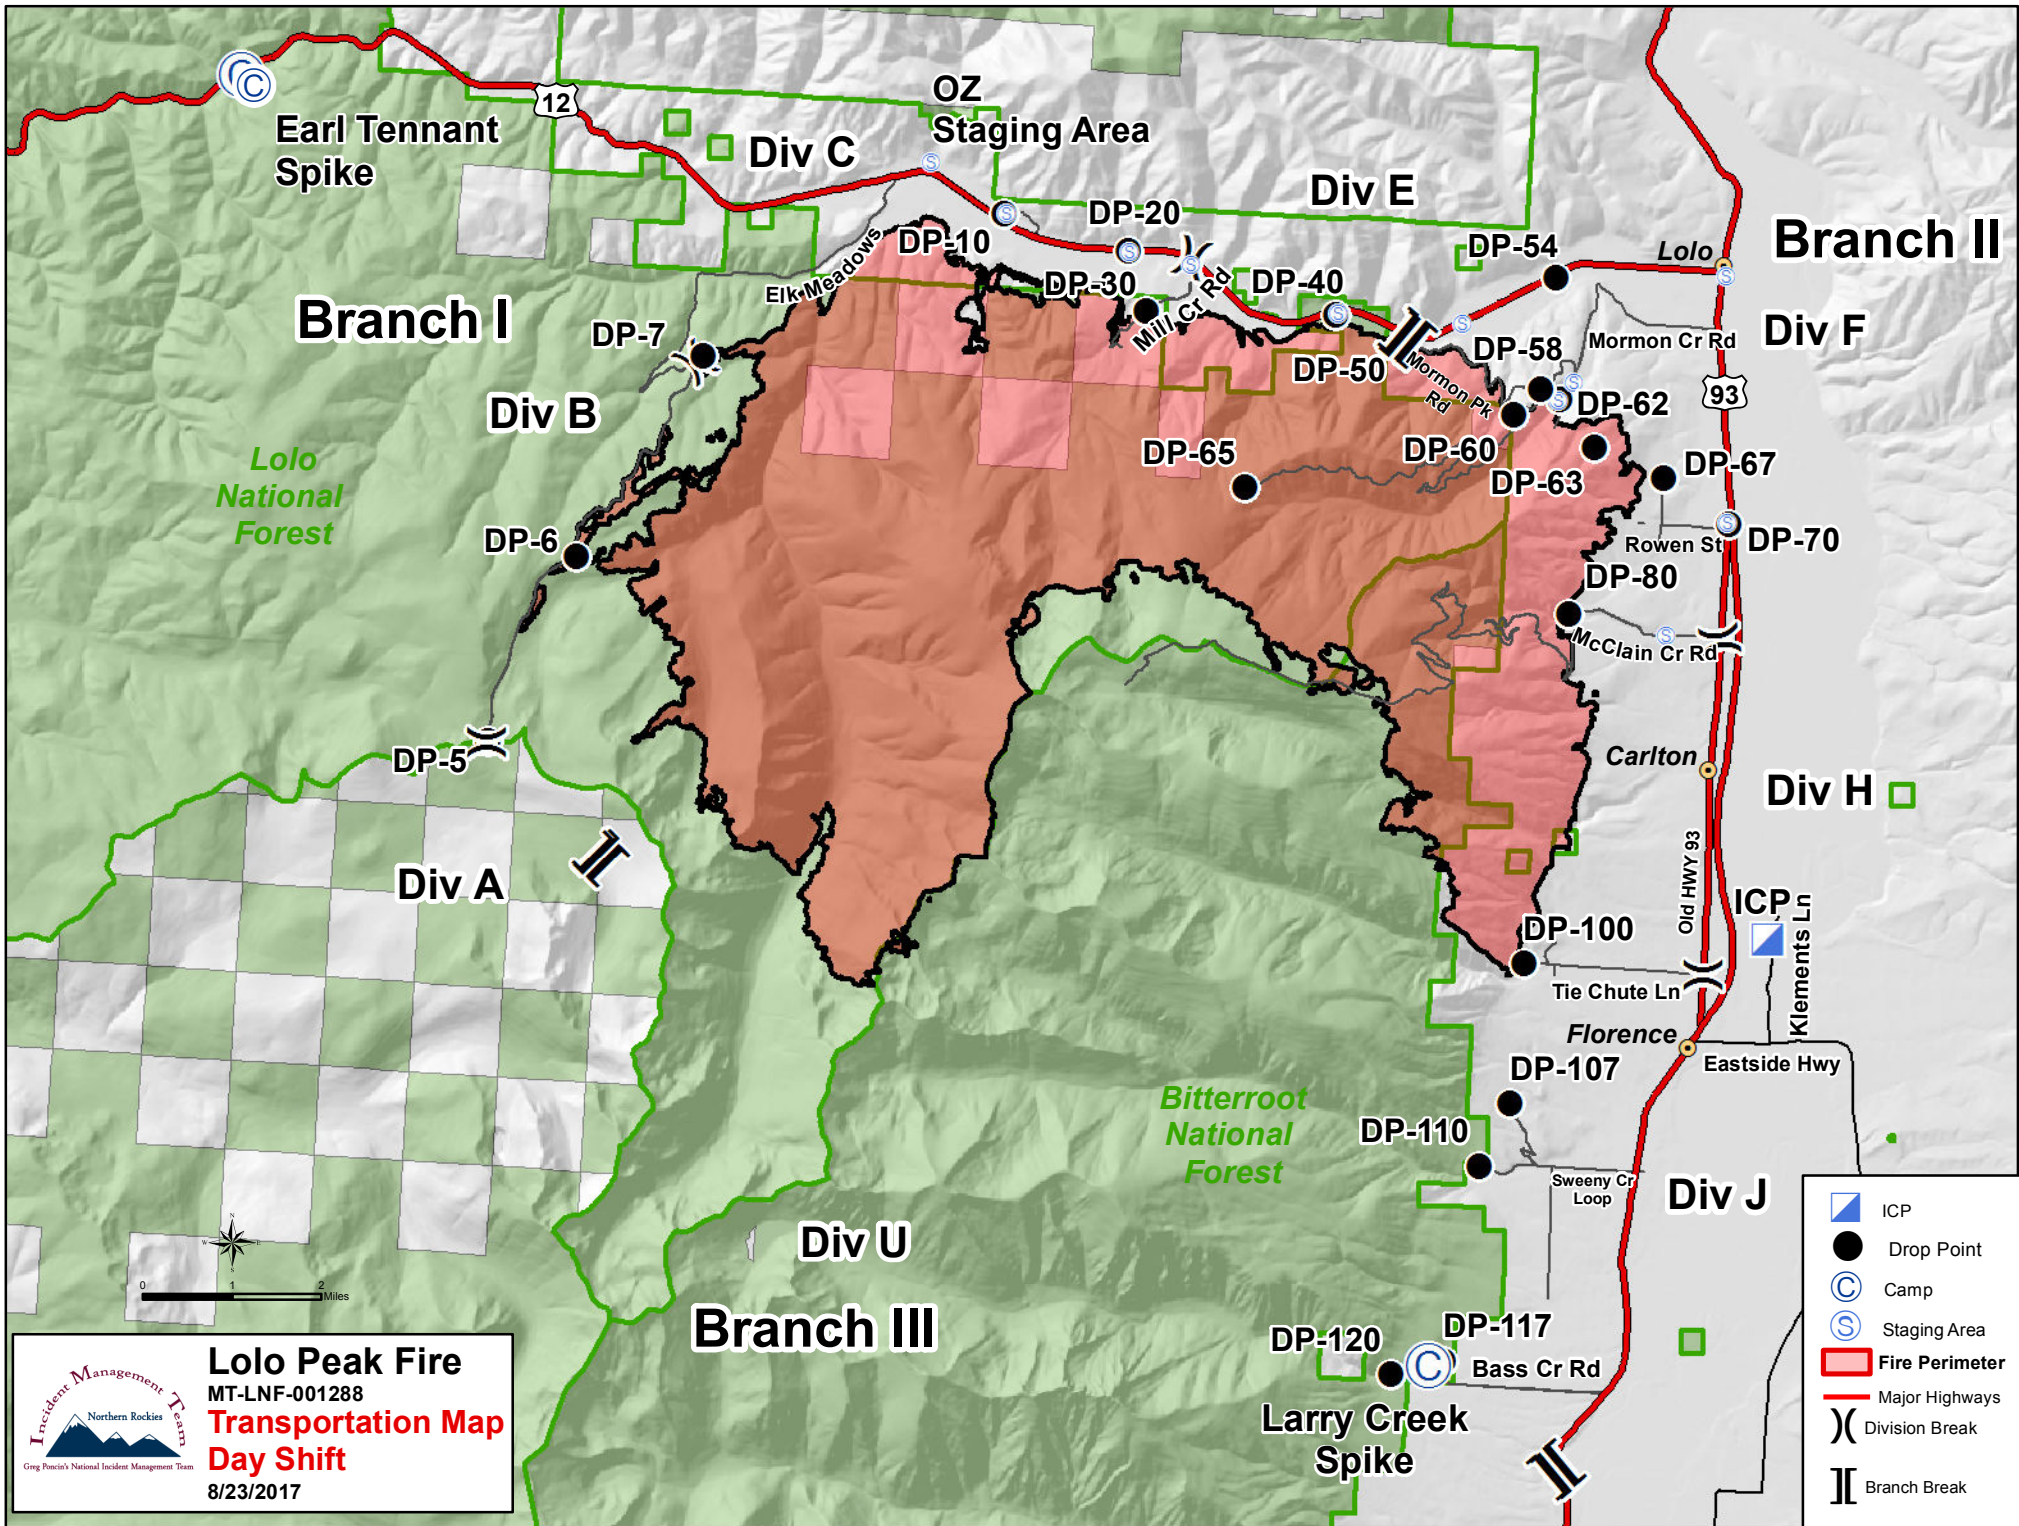 12
Earl Tennant
Spike
OZ
Staging Area
Div C
Div E
DP-20
DP-10
DP-54
Lolo
Branch II
Elk Meadows
DP-30
Mill Cr Rd
DP-40
Branch I
DP-7
DP-50
Mormon Pk
Rd
DP-58
Mormon Cr Rd
Div F
93
Div B
DP-62
DP-60
DP-65
DP-63
DP-67
Lolo
National
Forest
DP-6
Rowen St
DP-70
DP-80
McClain Cr Rd
DP-5
Carlton
Div H
Old HWY 93
Div A
ICP
Klements Ln
DP-100
Tie Chute Ln
Florence
Eastside Hwy
DP-107
Bitterroot
National
Forest
DP-110
Sweeny Cr
Loop
Div J
Div U
Branch III
DP-120
DP-117
C
Bass Cr Rd
Larry Creek
Spike
N
W
E
S
0 1 2
Miles
Incident Management Team
Northern Rockies
Greg Poncin's National Incident Management Team
Lolo Peak Fire
MT-LNF-001288
Transportation Map
Day Shift
8/23/2017
ICP
Drop Point
C Camp
S Staging Area
Fire Perimeter
Major Highways
Division Break
Branch Break